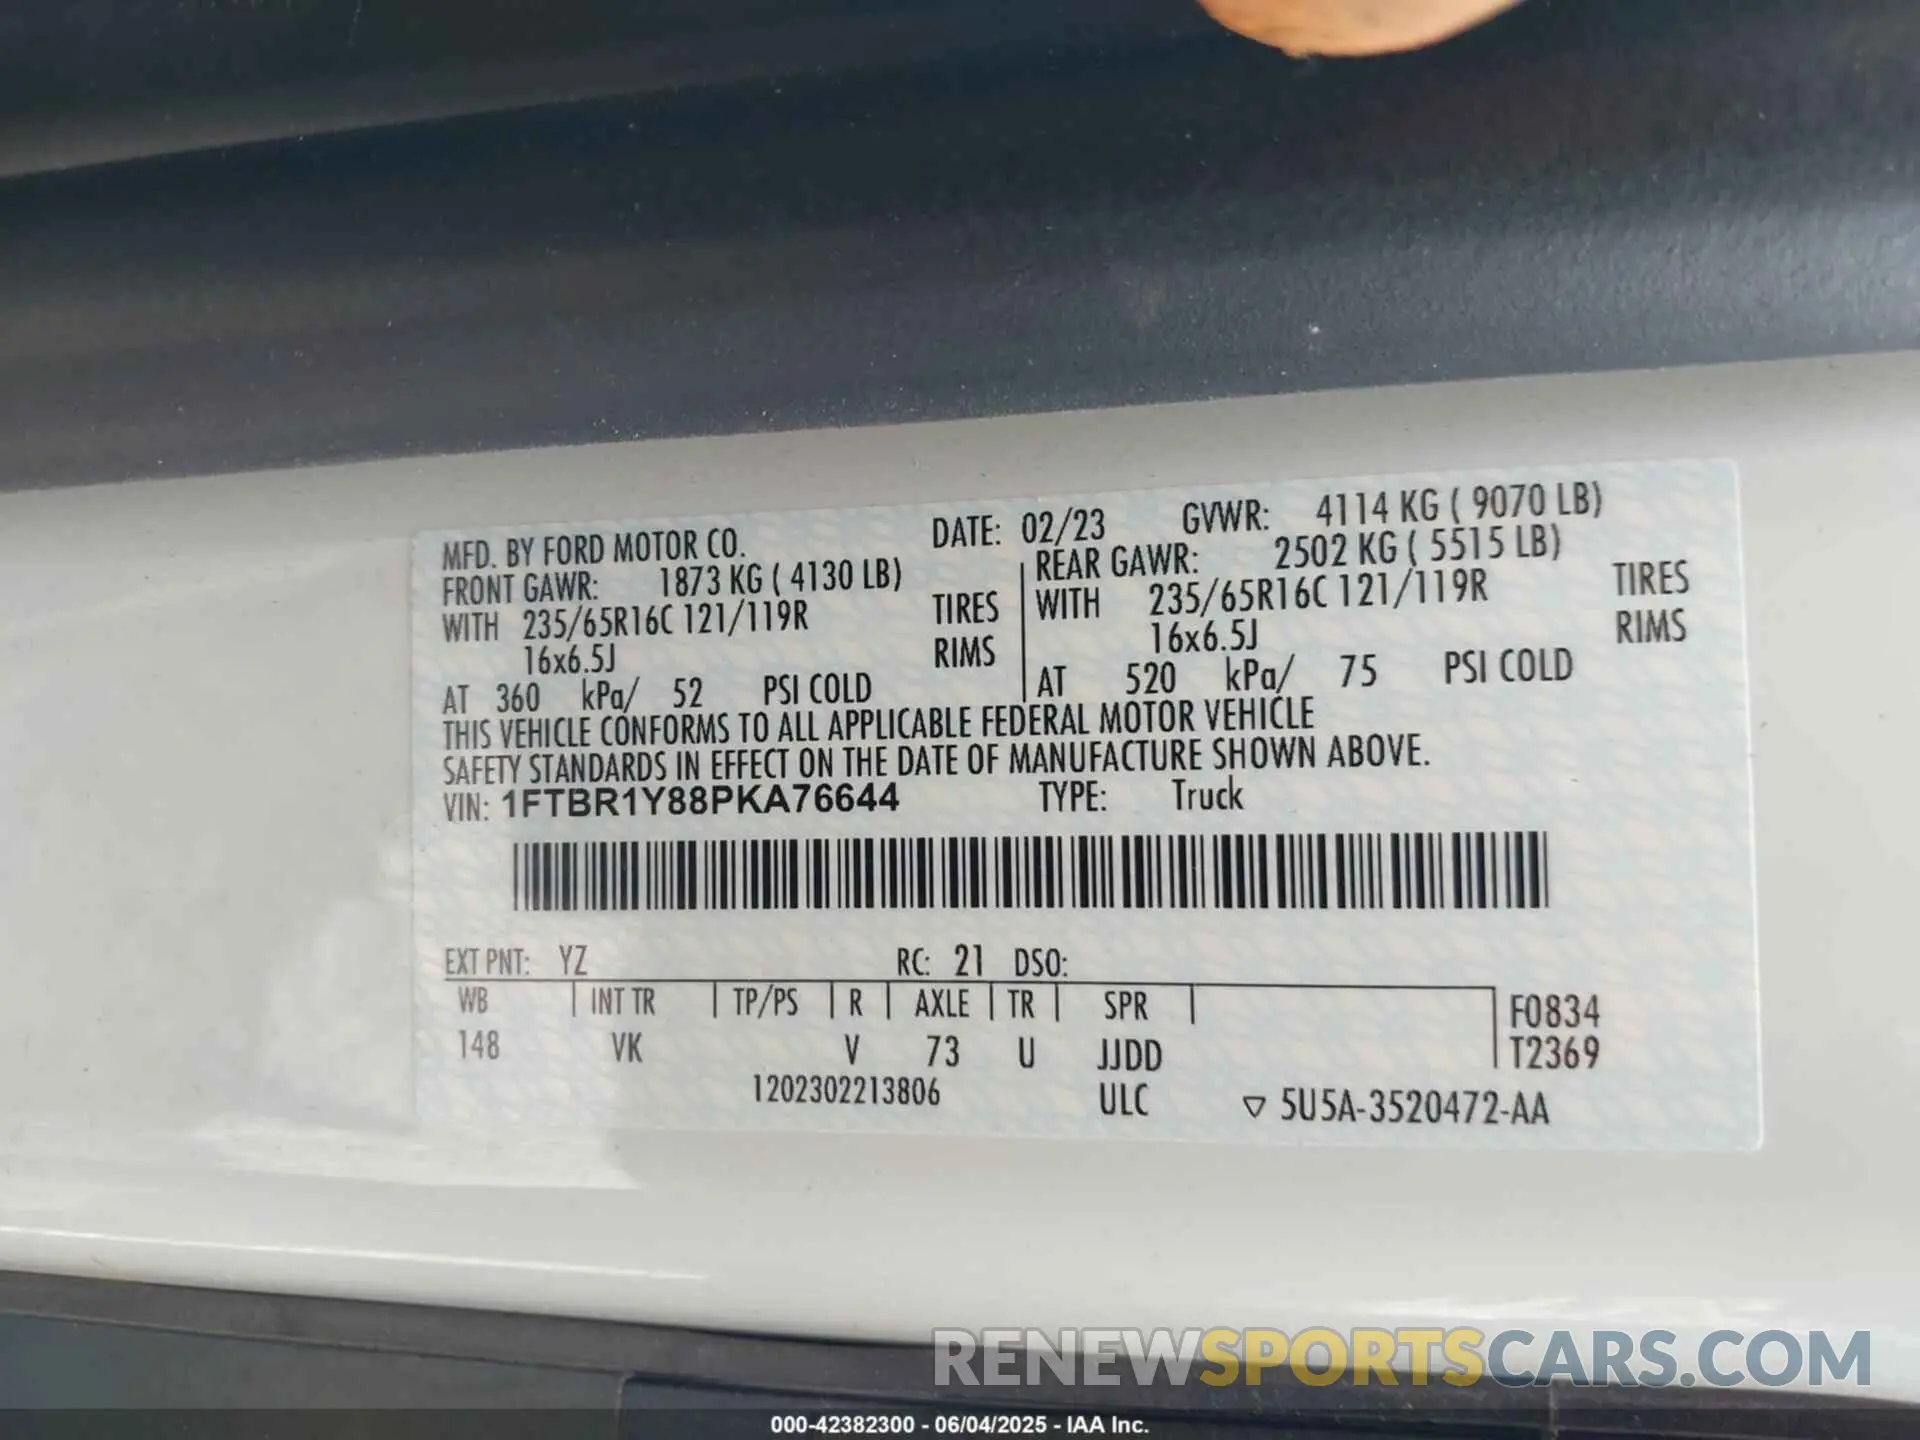 MFD. BY FORD MOTOR CO. DATE: 02/23 GVWR: 4114 KG ( 9070 LB)
FRONT GAWR: 1873 KG ( 4130 LB) REAR GAWR: 2502 KG ( 5515 LB)
WITH 235/65R16C 121/119R TIRES WITH 235/65R16C 121/119R TIRES
16x6.5J RIMS 16x6.5J RIMS
AT 360 kPa/ 52 PSI COLD AT 520 kPa/ 75 PSI COLD
THIS VEHICLE CONFORMS TO ALL APPLICABLE FEDERAL MOTOR VEHICLE
SAFETY STANDARDS IN EFFECT ON THE DATE OF MANUFACTURE SHOWN ABOVE.
VIN: 1FTBR1Y88PKA76644 TYPE: Truck
EXT PNT: YZ RC: 21 DSO:
WB INT TR TP/PS R AXLE TR SPR F0834
148 VK V 73 U JJDD T2369
1202302213806 ULC ▽ 5U5A-3520472-AA
RENEWSPORTSCARS.COM
000-42382300 - 06/04/2025 - IAA Inc.